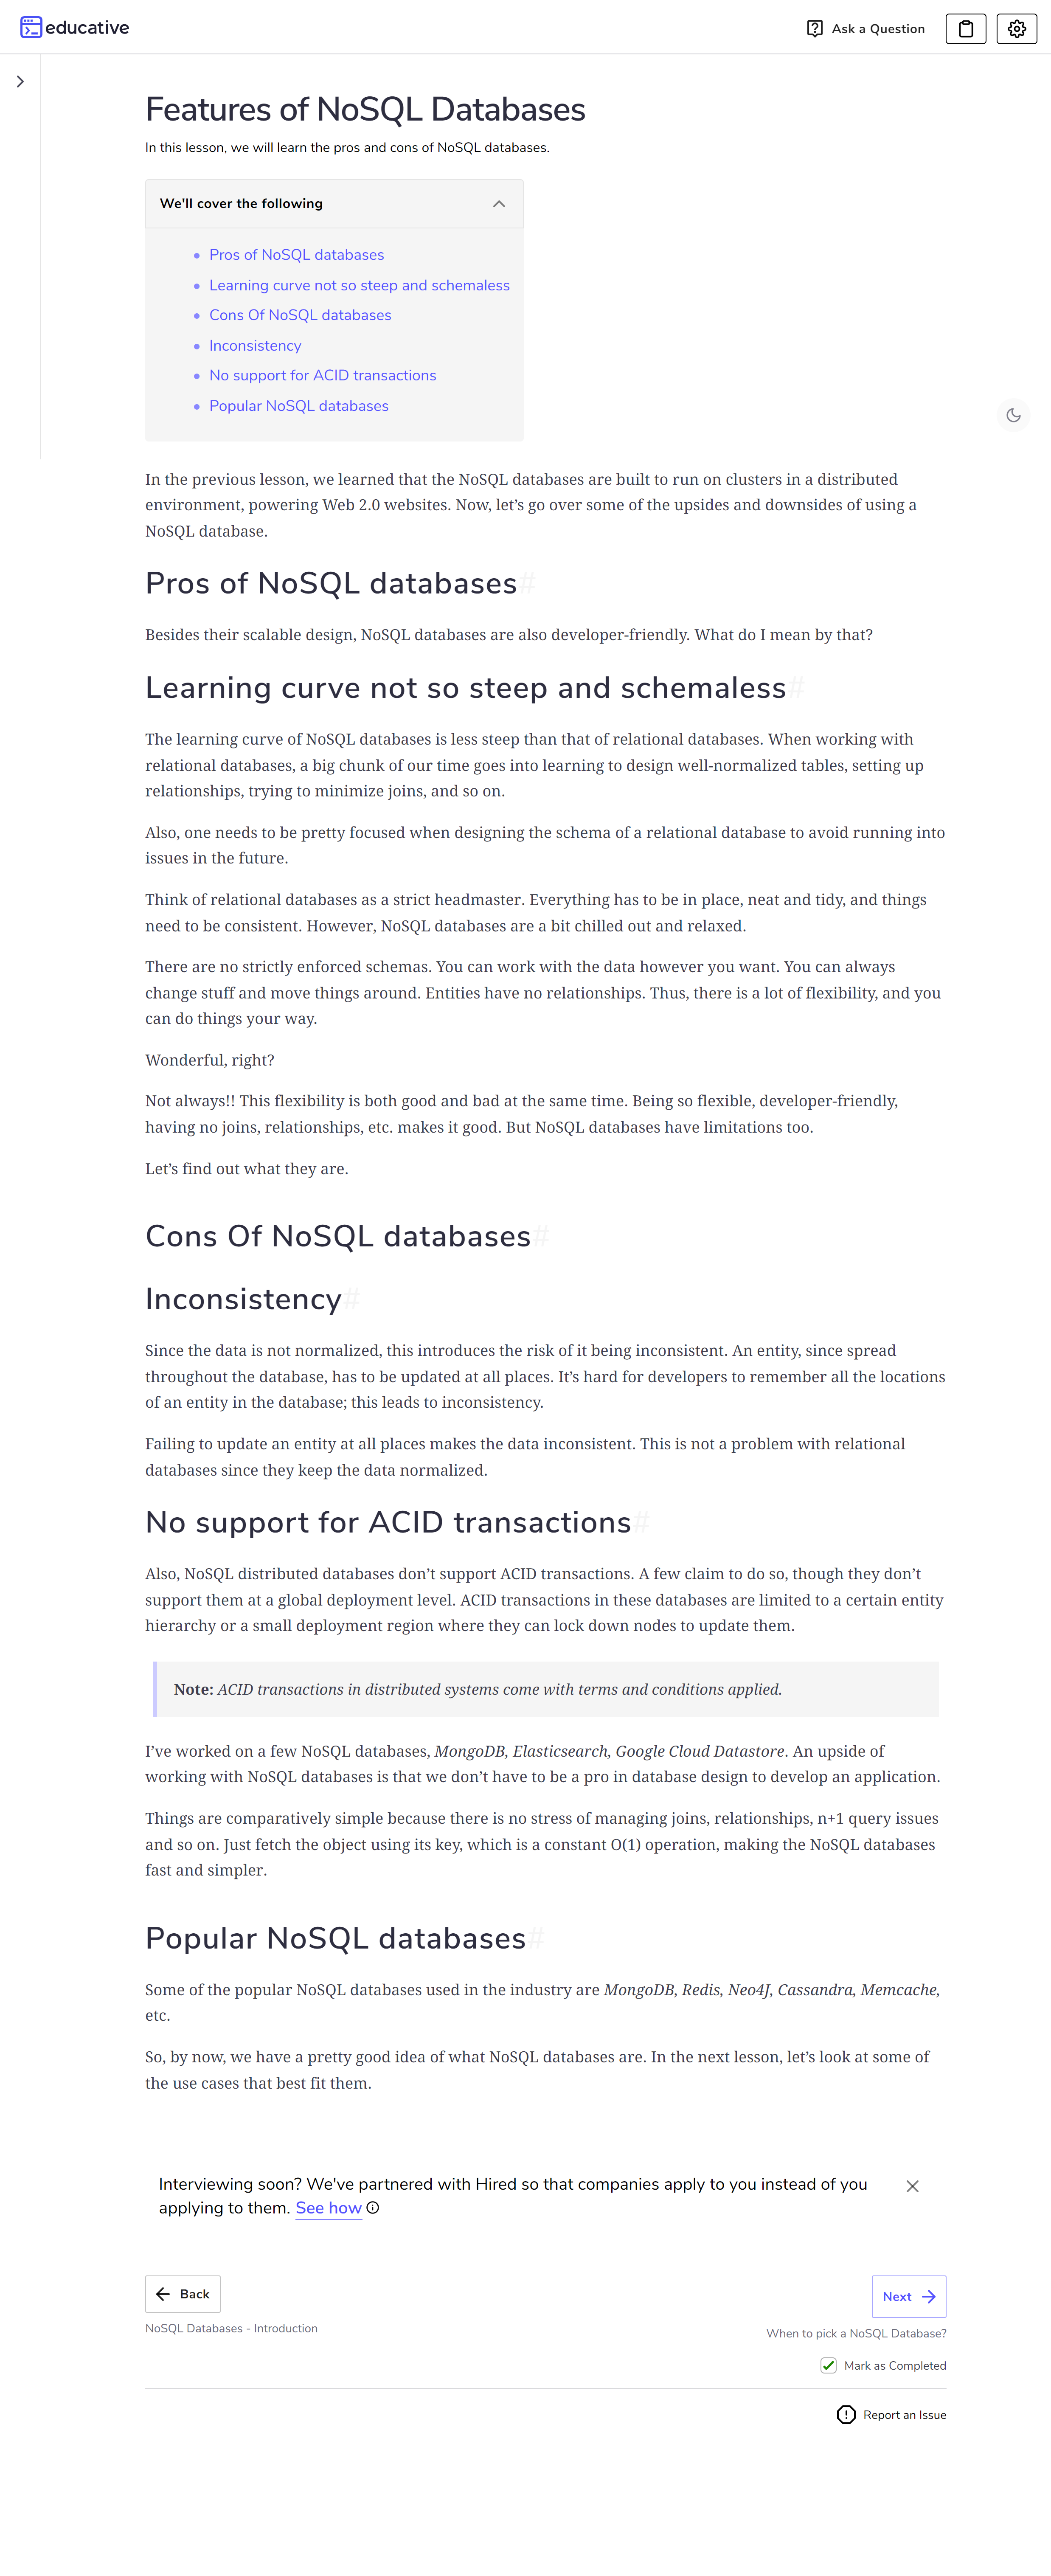 educative
Ask a Question
Features of NoSQL Databases
In this lesson, we will learn the pros and cons of NoSQL databases.
We'll cover the following
Pros of NoSQL databases
Learning curve not so steep and schemaless
Cons Of NoSQL databases
Inconsistency
No support for ACID transactions
Popular NoSQL databases
In the previous lesson, we learned that the NoSQL databases are built to run on clusters in a distributed
environment, powering Web 2.0 websites. Now, let’s go over some of the upsides and downsides of using a
NoSQL database.
Pros of NoSQL databases#
Besides their scalable design, NoSQL databases are also developer-friendly. What do I mean by that?
Learning curve not so steep and schemaless#
The learning curve of NoSQL databases is less steep than that of relational databases. When working with
relational databases, a big chunk of our time goes into learning to design well-normalized tables, setting up
relationships, trying to minimize joins, and so on.
Also, one needs to be pretty focused when designing the schema of a relational database to avoid running into
issues in the future.
Think of relational databases as a strict headmaster. Everything has to be in place, neat and tidy, and things
need to be consistent. However, NoSQL databases are a bit chilled out and relaxed.
There are no strictly enforced schemas. You can work with the data however you want. You can always
change stuff and move things around. Entities have no relationships. Thus, there is a lot of flexibility, and you
can do things your way.
Wonderful, right?
Not always!! This flexibility is both good and bad at the same time. Being so flexible, developer-friendly,
having no joins, relationships, etc. makes it good. But NoSQL databases have limitations too.
Let’s find out what they are.
Cons Of NoSQL databases#
Inconsistency#
Since the data is not normalized, this introduces the risk of it being inconsistent. An entity, since spread
throughout the database, has to be updated at all places. It’s hard for developers to remember all the locations
of an entity in the database; this leads to inconsistency.
Failing to update an entity at all places makes the data inconsistent. This is not a problem with relational
databases since they keep the data normalized.
No support for ACID transactions#
Also, NoSQL distributed databases don’t support ACID transactions. A few claim to do so, though they don’t
support them at a global deployment level. ACID transactions in these databases are limited to a certain entity
hierarchy or a small deployment region where they can lock down nodes to update them.
Note: ACID transactions in distributed systems come with terms and conditions applied.
I’ve worked on a few NoSQL databases, MongoDB, Elasticsearch, Google Cloud Datastore. An upside of
working with NoSQL databases is that we don’t have to be a pro in database design to develop an application.
Things are comparatively simple because there is no stress of managing joins, relationships, n+1 query issues
and so on. Just fetch the object using its key, which is a constant O(1) operation, making the NoSQL databases
fast and simpler.
Popular NoSQL databases#
Some of the popular NoSQL databases used in the industry are MongoDB, Redis, Neo4J, Cassandra, Memcache,
etc.
So, by now, we have a pretty good idea of what NoSQL databases are. In the next lesson, let’s look at some of
the use cases that best fit them.
Interviewing soon? We've partnered with Hired so that companies apply to you instead of you
applying to them. See how
Back
Next
NoSQL Databases - Introduction
When to pick a NoSQL Database?
Mark as Completed
Report an Issue